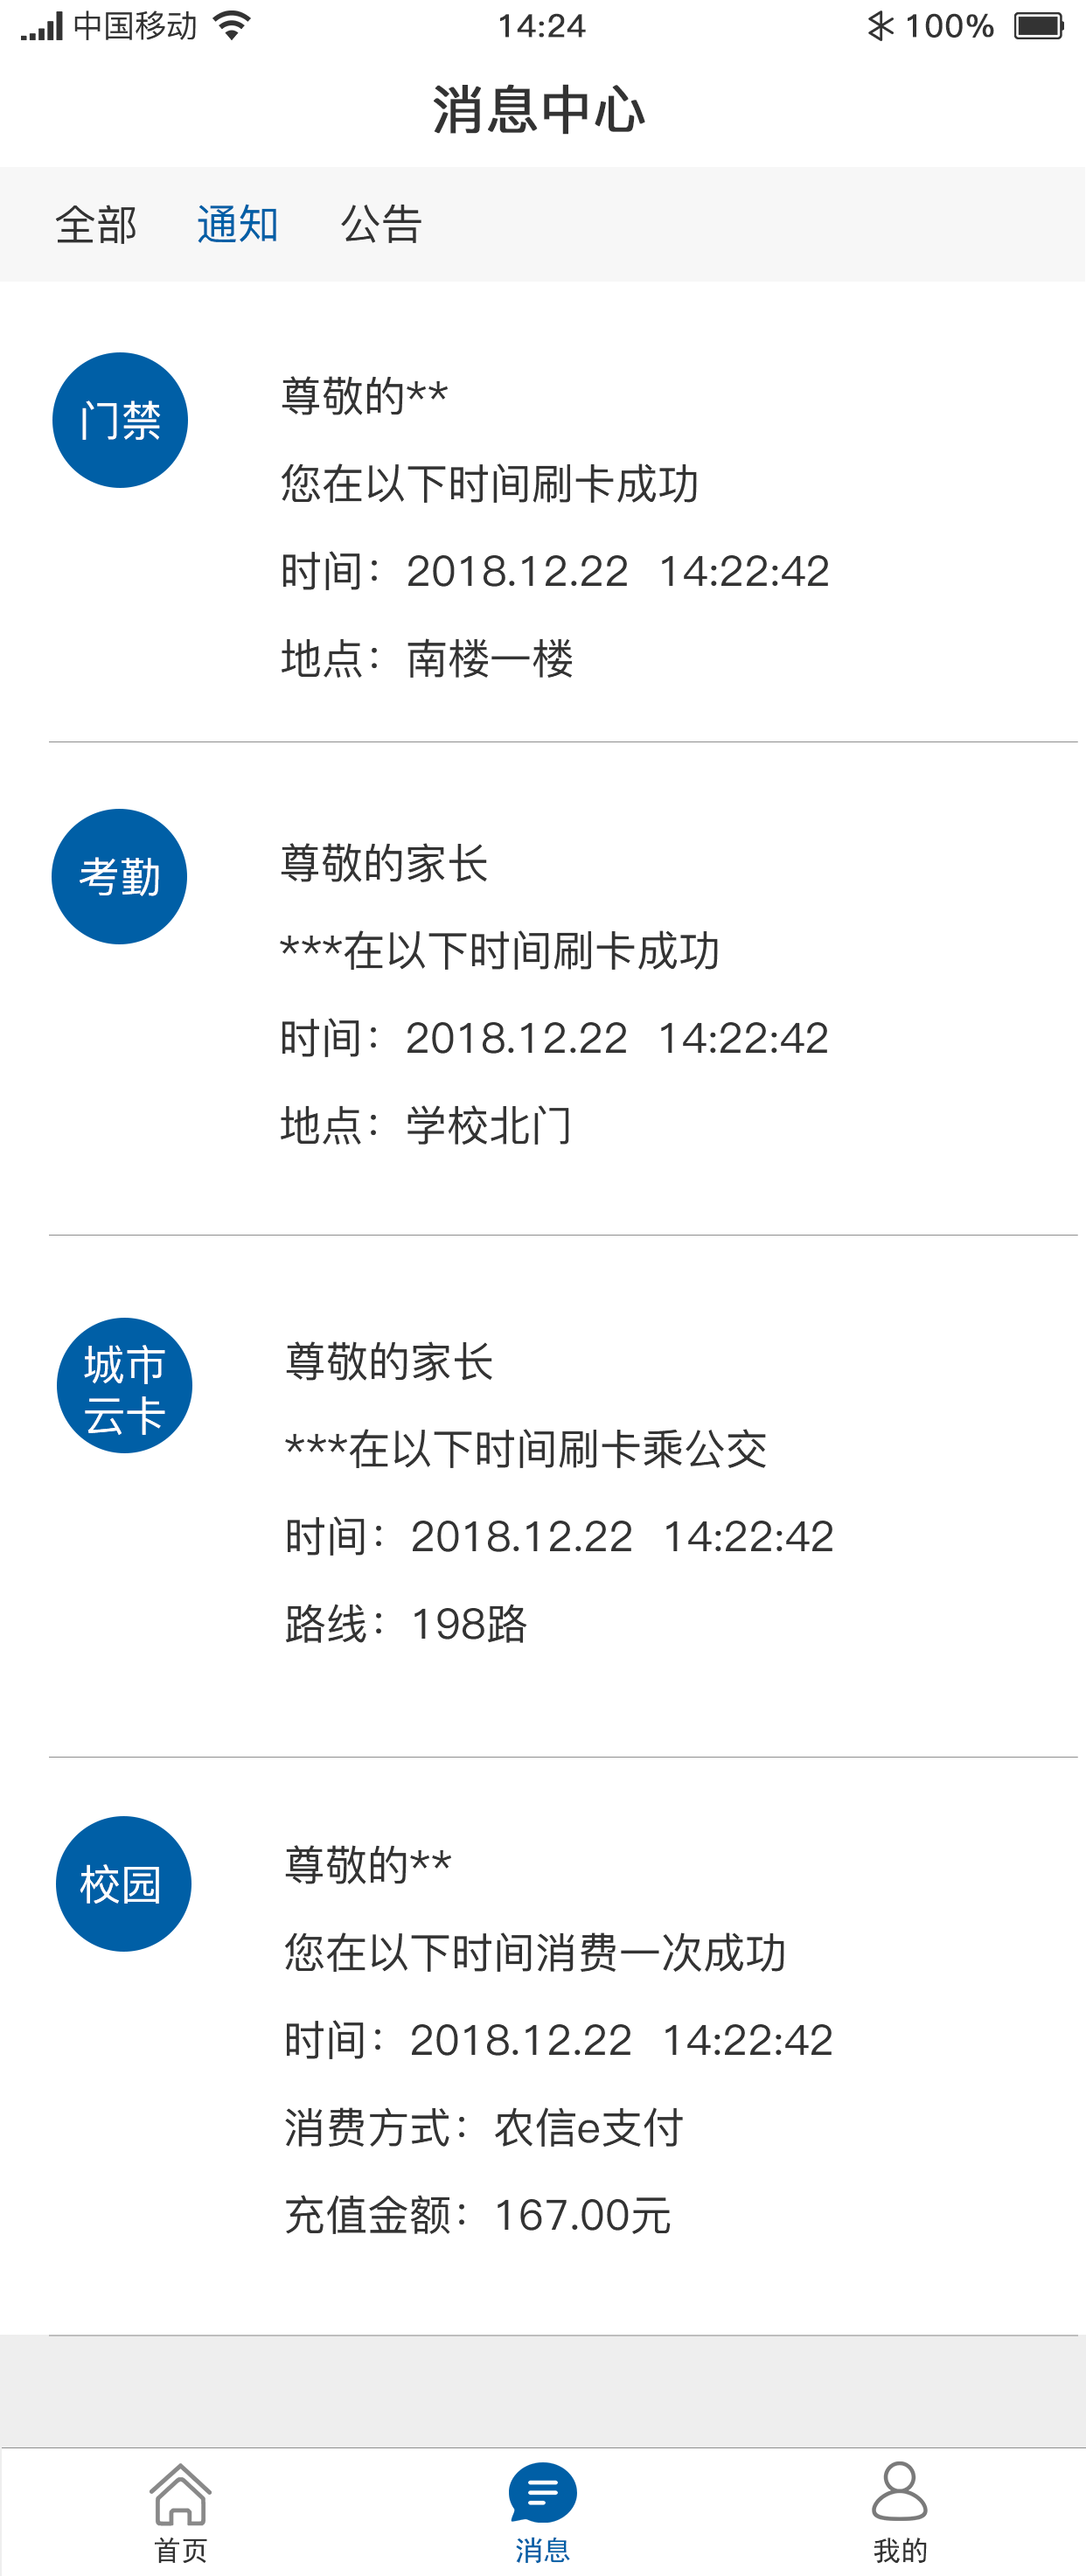 中国移动 14:24 100%
消息中心
全部 通知 公告
门禁
尊敬的**
您在以下时间刷卡成功
时间：2018.12.22 14:22:42
地点：南楼一楼
考勤
尊敬的家长
***在以下时间刷卡成功
时间：2018.12.22 14:22:42
地点：学校北门
城市
云卡
尊敬的家长
***在以下时间刷卡乘公交
时间：2018.12.22 14:22:42
路线：198路
校园
尊敬的**
您在以下时间消费一次成功
时间：2018.12.22 14:22:42
消费方式：农信e支付
充值金额：167.00元
首页 消息 我的